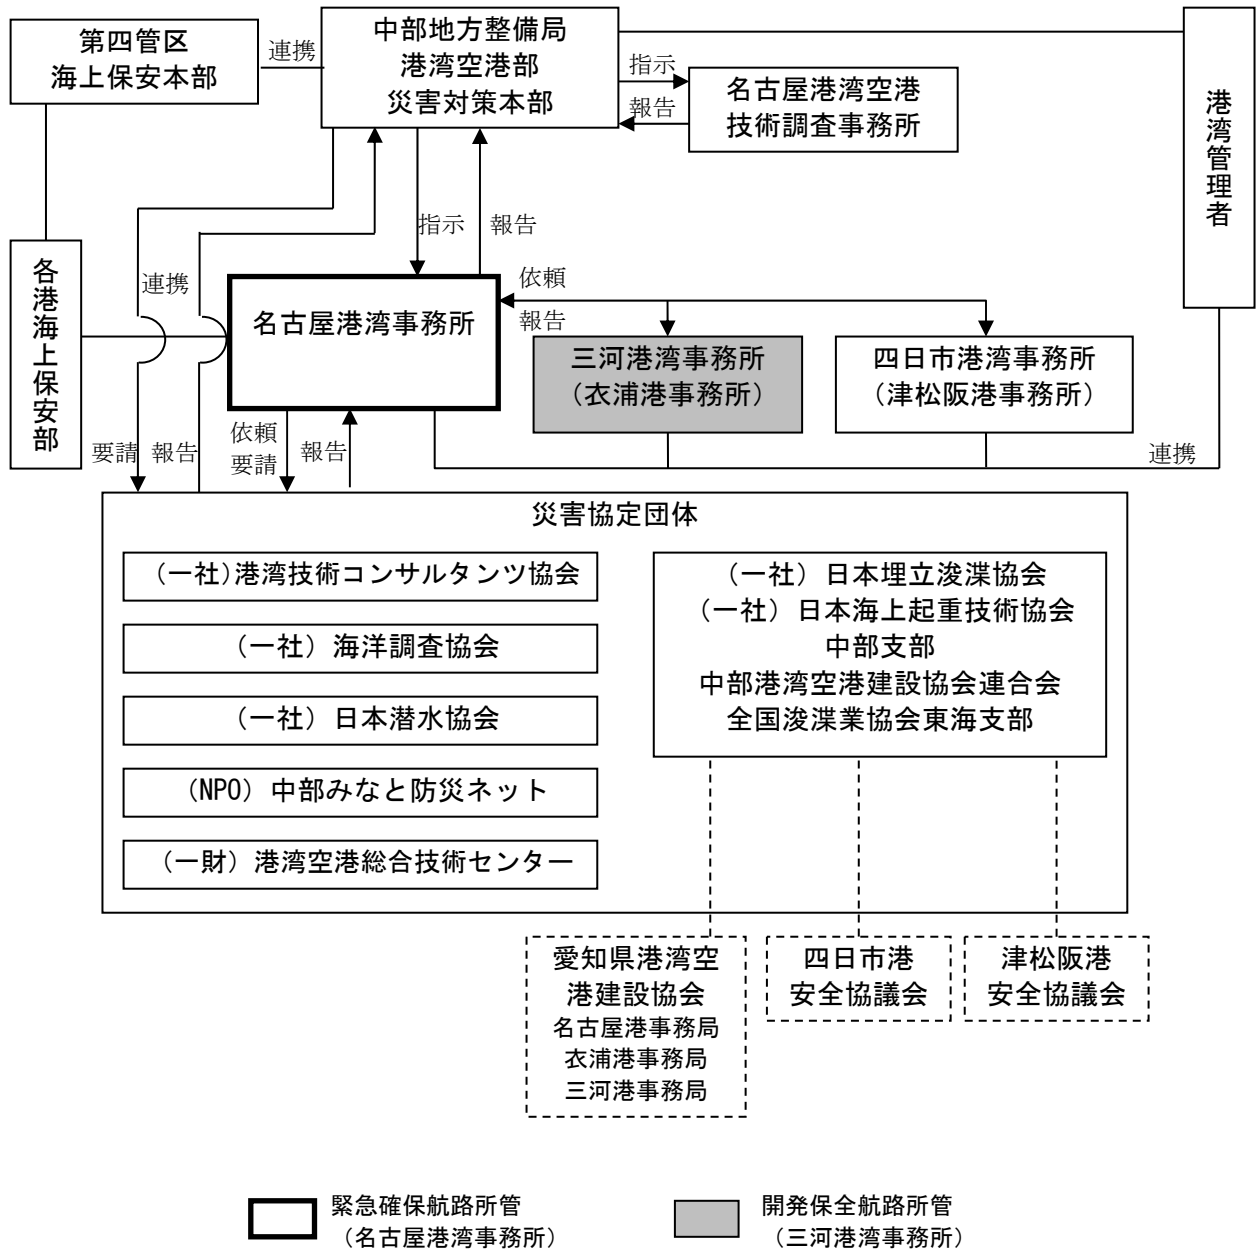 第四管区
海上保安本部
連携
中部地方整備局
港湾空港部
災害対策本部
指示
報告
名古屋港湾空港
技術調査事務所
港湾管理者
各港海上保安部
連携
指示
報告
名古屋港湾事務所
依頼
報告
三河港湾事務所
（衣浦港事務所）
四日市港湾事務所
（津松阪港事務所）
要請
報告
依頼
要請
報告
連携
災害協定団体
（一社）港湾技術コンサルタンツ協会
（一社）海洋調査協会
（一社）日本潜水協会
（NPO）中部みなと防災ネット
（一財）港湾空港総合技術センター
（一社）日本埋立浚渫協会
（一社）日本海上起重技術協会
中部支部
中部港湾空港建設協会連合会
全国浚渫業協会東海支部
愛知県港湾空
港建設協会
名古屋港事務局
衣浦港事務局
三河港事務局
四日市港
安全協議会
津松阪港
安全協議会
緊急確保航路所管
（名古屋港湾事務所）
開発保全航路所管
（三河港湾事務所）